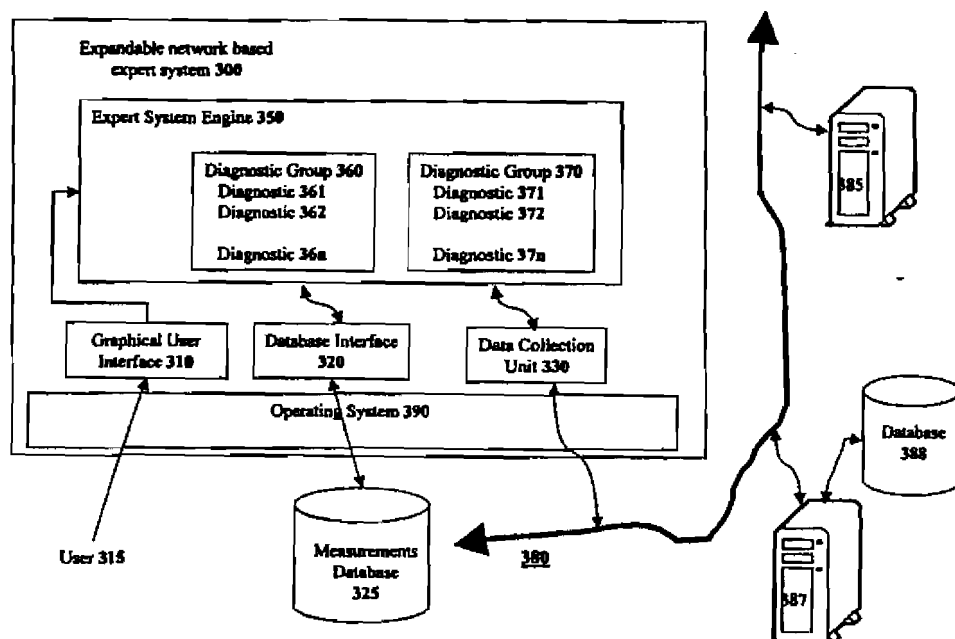 Expandable network based
expert system 300
Expert System Engine 350
Diagnostic Group 360
Diagnostic 361
Diagnostic 362
Diagnostic 36n
Diagnostic Group 370
Diagnostic 371
Diagnostic 372
Diagnostic 37n
385
Graphical User
Interface 310
Database Interface
320
Data Collection
Unit 330
Operating System 390
Database
388
User 315
Measurements
Database
325
380
387